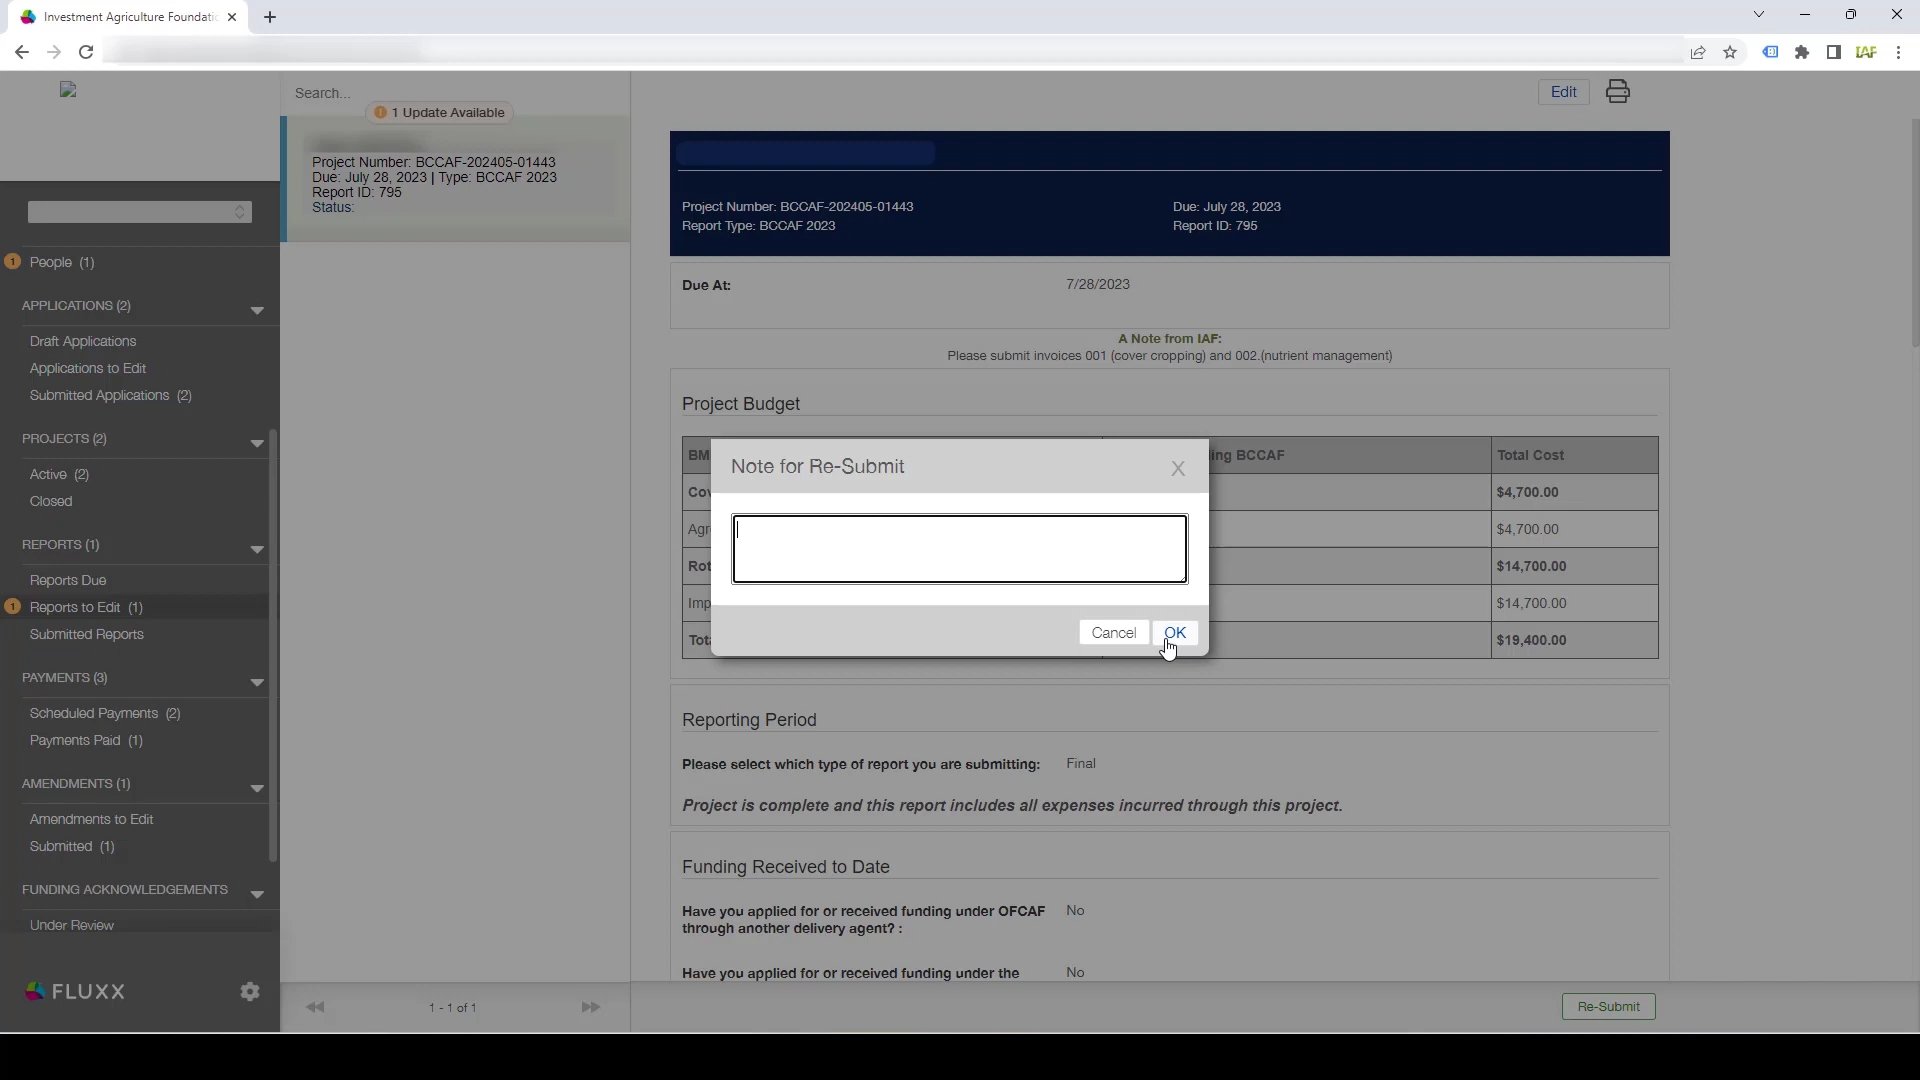 Investment Agriculture Foundatic
IAF
Search...
1 Update Available
Project Number: BCCAF-202405-01443
Due: July 28, 2023 | Type: BCCAF 2023
Report ID: 795
Status:
1 People (1)
APPLICATIONS (2)
Draft Applications
Applications to Edit
Submitted Applications (2)
PROJECTS (2)
Active (2)
Closed
REPORTS (1)
Reports Due
1 Reports to Edit (1)
Submitted Reports
PAYMENTS (3)
Scheduled Payments (2)
Payments Paid (1)
AMENDMENTS (1)
Amendments to Edit
Submitted (1)
FUNDING ACKNOWLEDGEMENTS
Under Review
FLUXX
1 - 1 of 1
Edit
Project Number: BCCAF-202405-01443
Due: July 28, 2023
Report Type: BCCAF 2023
Report ID: 795
Due At: 7/28/2023
A Note from IAF:
Please submit invoices 001 (cover cropping) and 002.(nutrient management)
Project Budget
BM ing BCCAF Total Cost
Cov $4,700.00
Agr $4,700.00
Rot $14,700.00
Imp $14,700.00
Tota $19,400.00
Note for Re-Submit
X
Cancel OK
Reporting Period
Please select which type of report you are submitting: Final
Project is complete and this report includes all expenses incurred through this project.
Funding Received to Date
Have you applied for or received funding under OFCAF No
through another delivery agent? :
Have you applied for or received funding under the No
Re-Submit